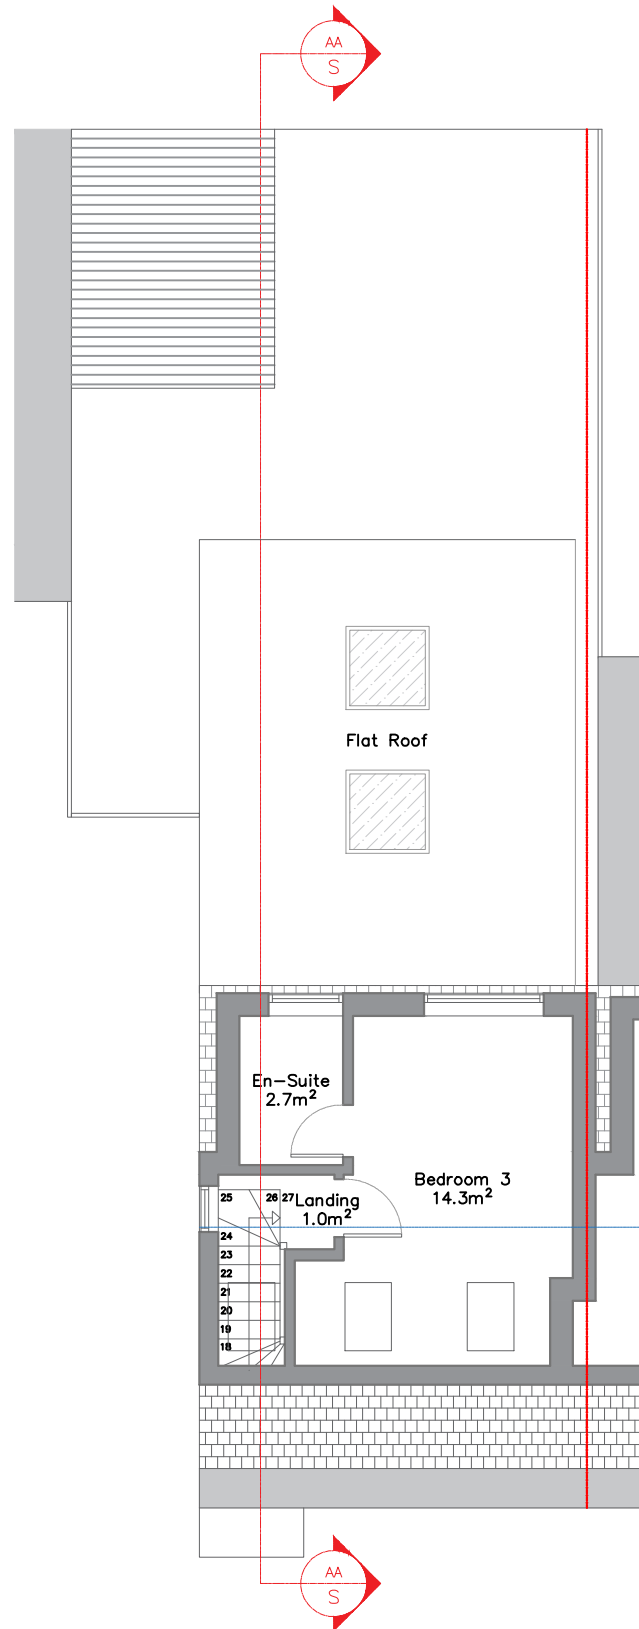 AA
S
Flat Roof
En-Suite
2.7m²
Bedroom 3
14.3m²
25 26 27 Landing
1.0m²
24
23
22
21
20
19
18
AA
S